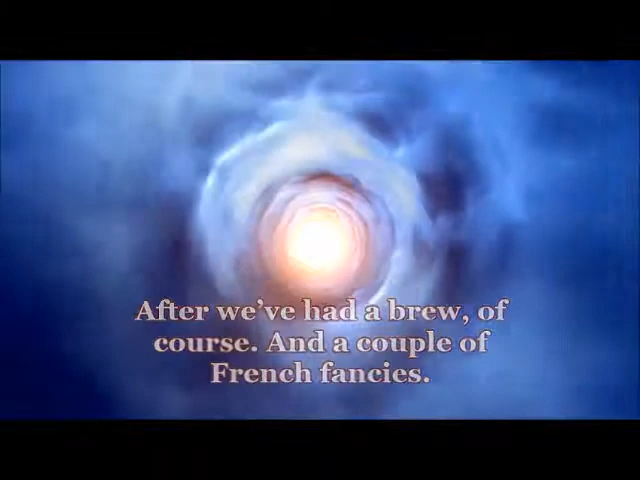 After we’ve had a brew, of
course. And a couple of
French fancies.